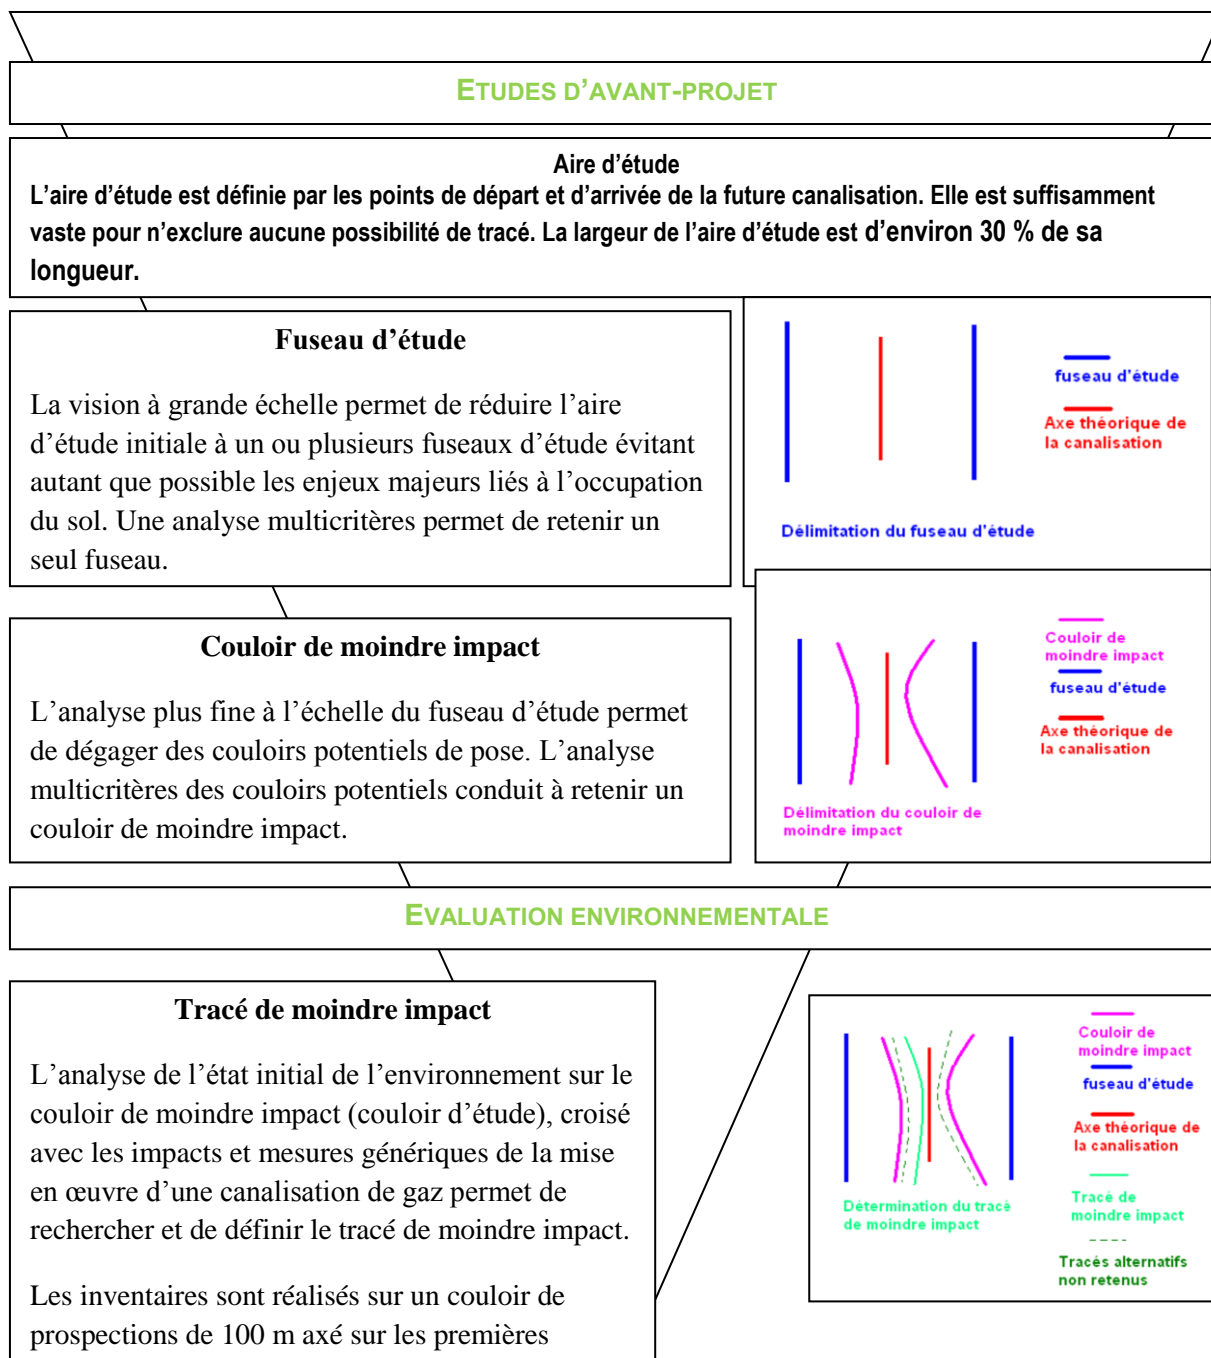 ETUDES D'AVANT-PROJET
Aire d'étude
L'aire d'étude est définie par les points de départ et d'arrivée de la future canalisation. Elle est suffisamment
vaste pour n'exclure aucune possibilité de tracé. La largeur de l'aire d'étude est d'environ 30 % de sa
longueur.
Fuseau d'étude
La vision à grande échelle permet de réduire l'aire
d'étude initiale à un ou plusieurs fuseaux d'étude évitant
autant que possible les enjeux majeurs liés à l'occupation
du sol. Une analyse multicritères permet de retenir un
seul fuseau.
fuseau d'étude
Axe théorique de
la canalisation
Délimitation du fuseau d'étude
Couloir de moindre impact
L'analyse plus fine à l'échelle du fuseau d'étude permet
de dégager des couloirs potentiels de pose. L'analyse
multicritères des couloirs potentiels conduit à retenir un
couloir de moindre impact.
Couloir de
moindre impact
fuseau d'étude
Axe théorique de
la canalisation
Délimitation du couloir de
moindre impact
EVALUATION ENVIRONNEMENTALE
Tracé de moindre impact
L'analyse de l'état initial de l'environnement sur le
couloir de moindre impact (couloir d'étude), croisé
avec les impacts et mesures génériques de la mise
en œuvre d'une canalisation de gaz permet de
rechercher et de définir le tracé de moindre impact.
Les inventaires sont réalisés sur un couloir de
prospections de 100 m axé sur les premières
Couloir de
moindre impact
fuseau d'étude
Axe théorique de
la canalisation
Tracé de
moindre impact
Tracés alternatifs
non retenus
Détermination du tracé
de moindre impact